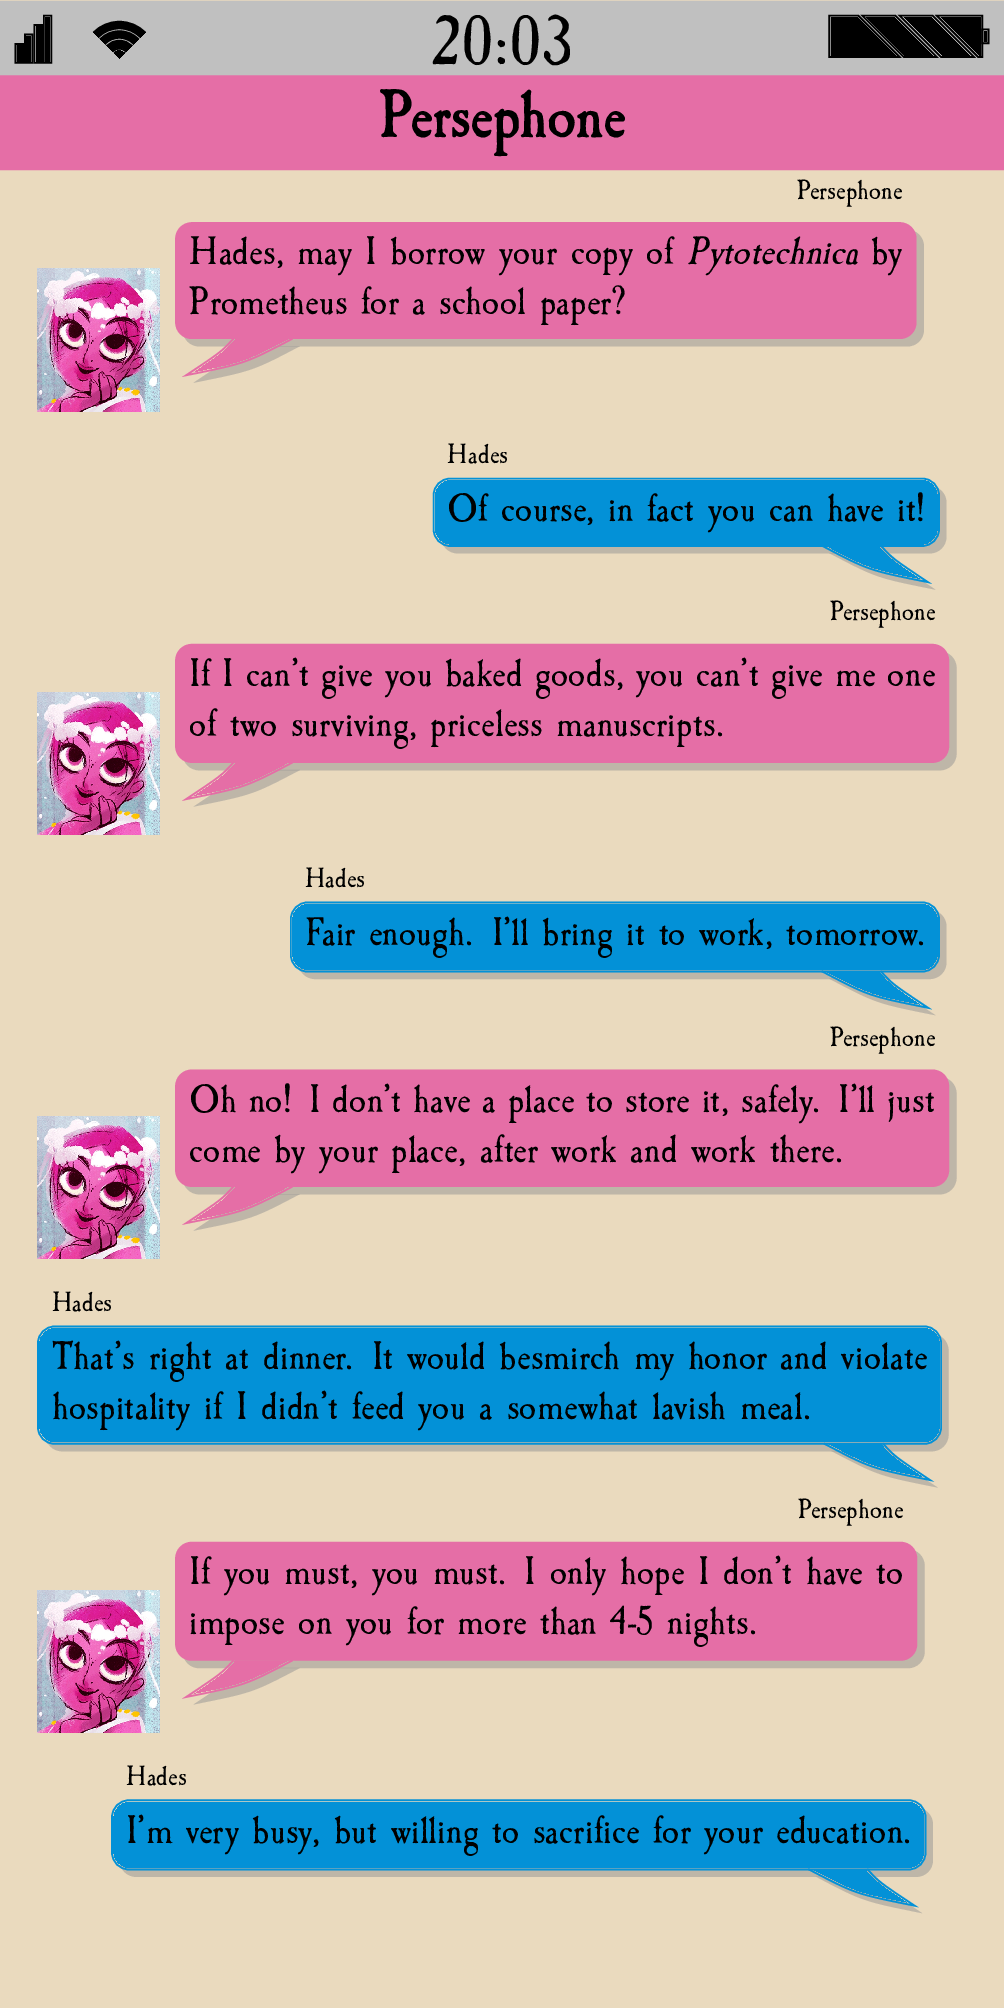 20:03
Persephone
Persephone
Hades, may I borrow your copy of Pytotechnica by
Prometheus for a school paper?
Hades
Of course, in fact you can have it!
Persephone
If I can't give you baked goods, you can't give me one
of two surviving, priceless manuscripts.
Hades
Fair enough. I'll bring it to work, tomorrow.
Persephone
Oh no! I don't have a place to store it, safely. I'll just
come by your place, after work and work there.
Hades
That's right at dinner. It would besmirch my honor and violate
hospitality if I didn't feed you a somewhat lavish meal.
Persephone
If you must, you must. I only hope I don't have to
impose on you for more than 4-5 nights.
Hades
I'm very busy, but willing to sacrifice for your education.